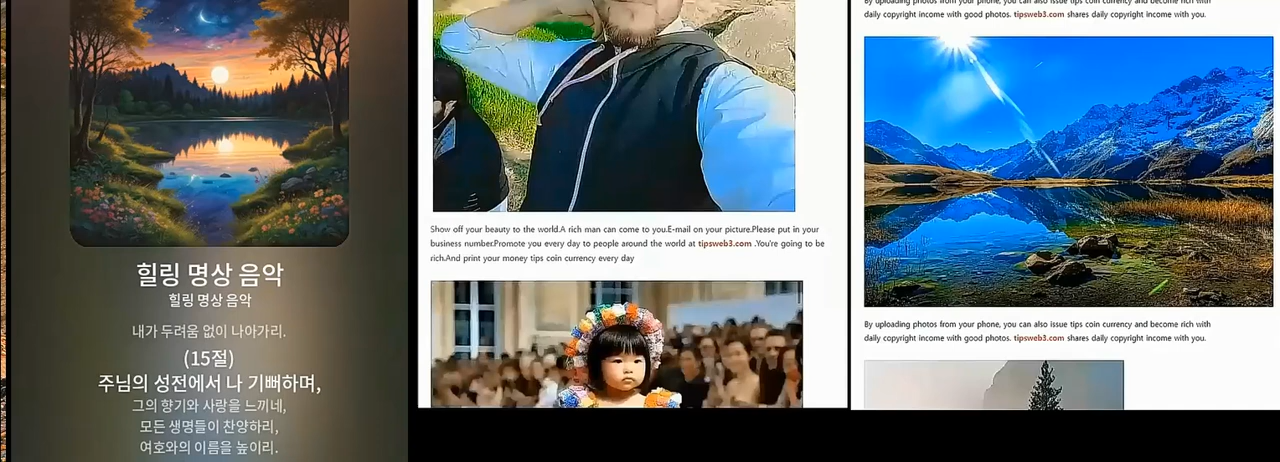 힐링 명상 음악
힐링 명상 음악
내가 두려움 없이 나아가리.
(15절)
주님의 성전에서 나 기뻐하며,
그의 향기와 사랑을 느끼네,
모든 생명들이 찬양하리,
여호와의 이름을 높이리.
Show off your beauty to the world.A rich man can come to you.E-mail on your picture.Please put in your
business number.Promote you every day to people around the world at tipsweb3.com .You're going to be
rich.And print your money tips coin currency every day
By uploading photos from your phone, you can also issue tips coin currency and become rich with
daily copyright income with good photos. tipsweb3.com shares daily copyright income with you.
By uploading photos from your phone, you can also issue tips coin currency and become rich with
daily copyright income with good photos. tipsweb3.com shares daily copyright income with you.